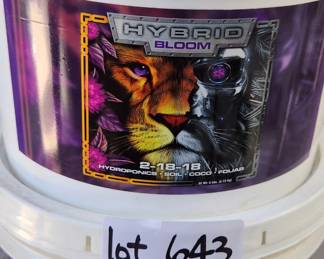 HYBRID
BLOOM
2-18-18
HYDROPONICS · SOIL · COCO · FOLIAR
lot 643